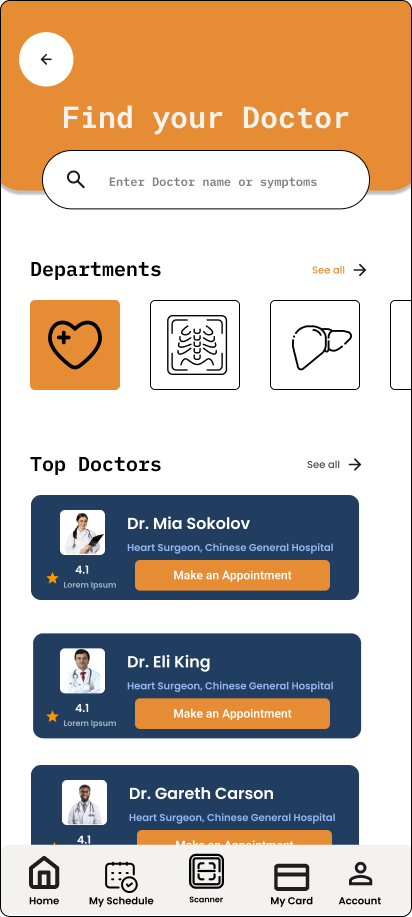 Find your Doctor
Enter Doctor name or symptoms
Departments
See all
Top Doctors
See all
Dr. Mia Sokolov
Heart Surgeon, Chinese General Hospital
4.1
Lorem Ipsum
Make an Appointment
Dr. Eli King
Heart Surgeon, Chinese General Hospital
4.1
Lorem Ipsum
Make an Appointment
Dr. Gareth Carson
Heart Surgeon, Chinese General Hospital
4.1
Make an Appointment
Home
My Schedule
Scanner
My Card
Account